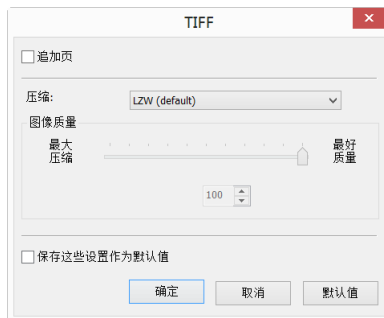 TIFF
追加页
压缩: LZW (default)
图像质量
最大 最好
压缩 质量
100
保存这些设置作为默认值
确定 取消 默认值